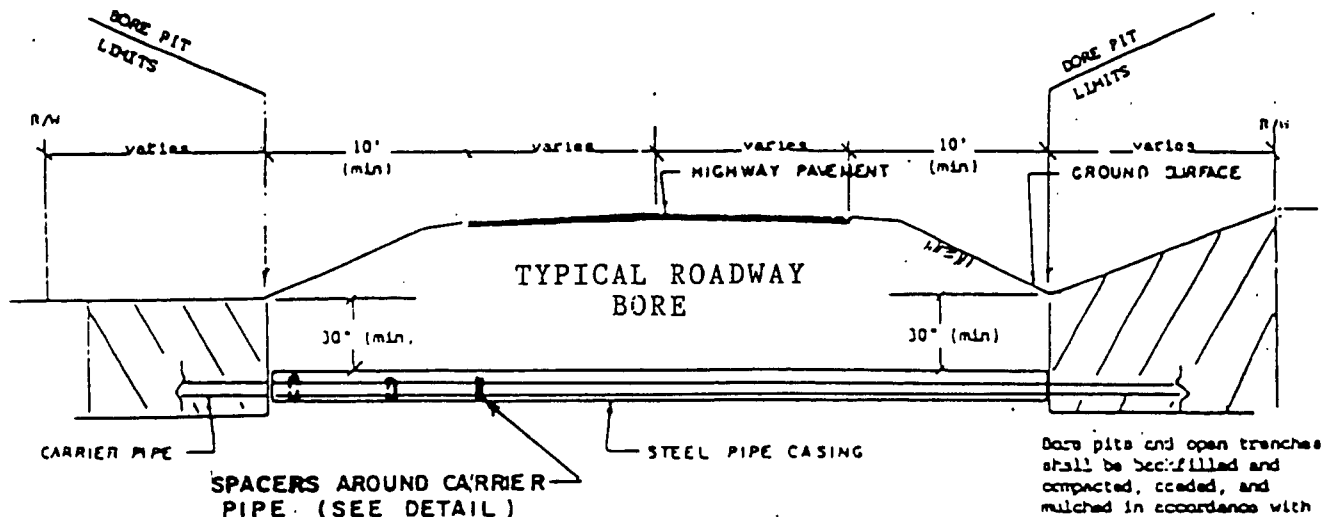 BORE PIT
LIMITS
BORE PIT
LIMITS
R/W
varies
10'
(min)
varies
varies
10'
(min)
varies
R/W
HIGHWAY PAVEMENT
GROUND SURFACE
TYPICAL ROADWAY
BORE
30" (min.
30" (min)
CARRIER PIPE
STEEL PIPE CASING
SPACERS AROUND CARRIER
PIPE (SEE DETAIL)
Bore pits and open trenches
shall be backfilled and
compacted, seeded, and
mulched in accordance with